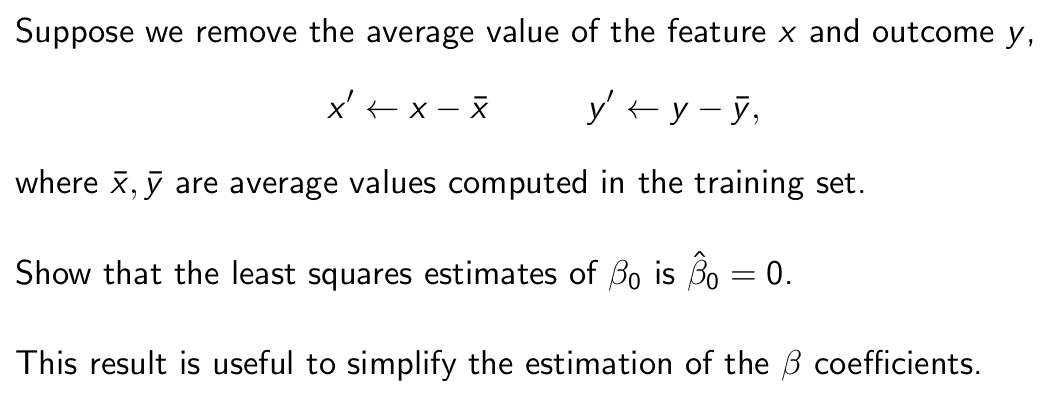 Suppose we remove the average value of the feature x and outcome y,
x′ ← x − x̄    y′ ← y − ȳ,
where x̄, ȳ are average values computed in the training set.
Show that the least squares estimates of β₀ is β̂₀ = 0.
This result is useful to simplify the estimation of the β coefficients.